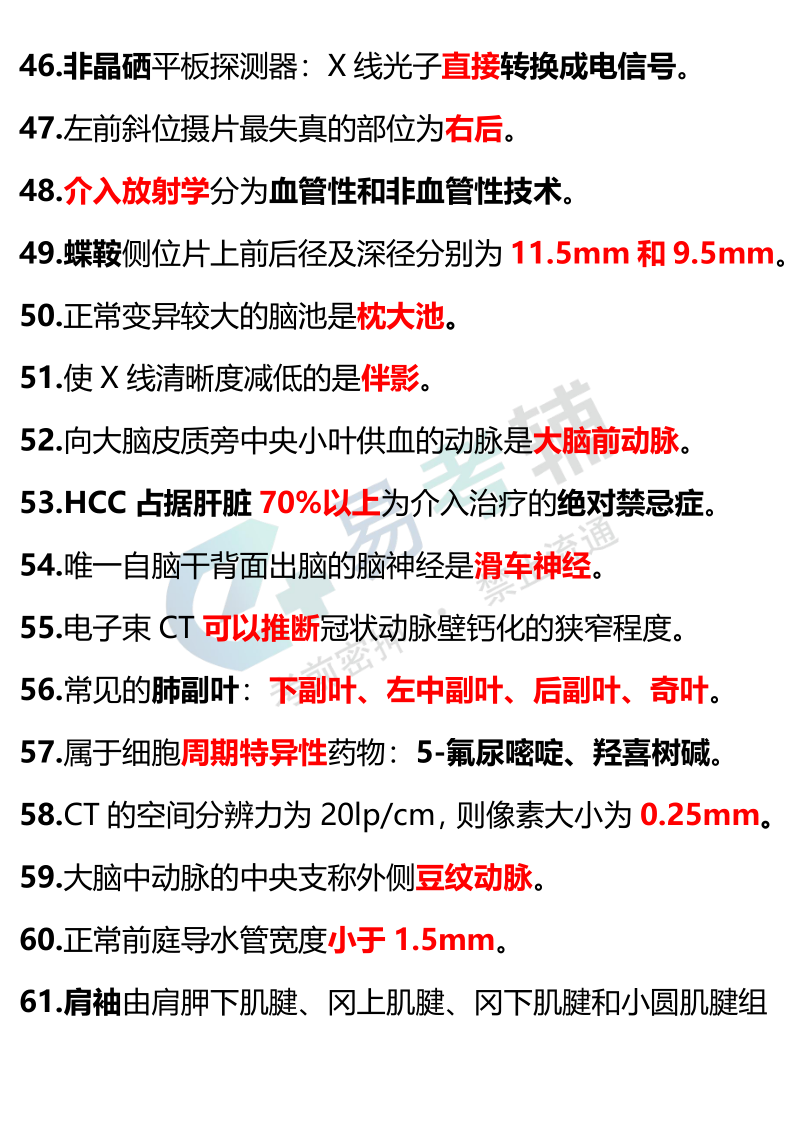 46.非晶硒平板探测器：X 线光子直接转换成电信号。
47.左前斜位摄片最失真的部位为右后。
48.介入放射学分为血管性和非血管性技术。
49.蝶鞍侧位片上前后径及深径分别为 11.5mm 和 9.5mm。
50.正常变异较大的脑池是枕大池。
51.使 X 线清晰度减低的是伴影。
52.向大脑皮质旁中央小叶供血的动脉是大脑前动脉。
53.HCC 占据肝脏 70%以上为介入治疗的绝对禁忌症。
54.唯一自脑干背面出脑的脑神经是滑车神经。
55.电子束 CT 可以推断冠状动脉壁钙化的狭窄程度。
56.常见的肺副叶：下副叶、左中副叶、后副叶、奇叶。
57.属于细胞周期特异性药物：5-氟尿嘧啶、羟喜树碱。
58.CT 的空间分辨力为 20lp/cm, 则像素大小为 0.25mm。
59.大脑中动脉的中央支称外侧豆纹动脉。
60.正常前庭导水管宽度小于 1.5mm。
61.肩袖由肩胛下肌腱、冈上肌腱、冈下肌腱和小圆肌腱组
易考辅
考前密押 · 禁止流通